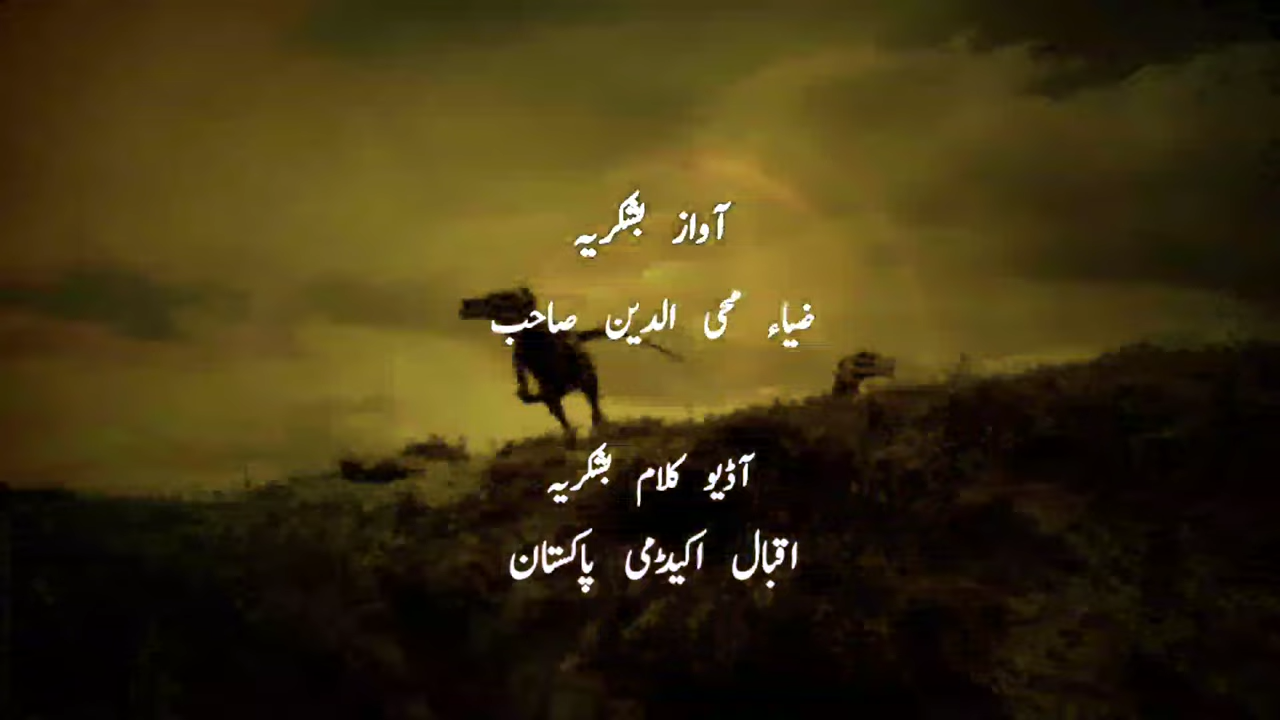 آواز بشکریہ
ضیاء محی الدین صاحب
آڈیو کلام بشکریہ
اقبال اکیڈمی پاکستان